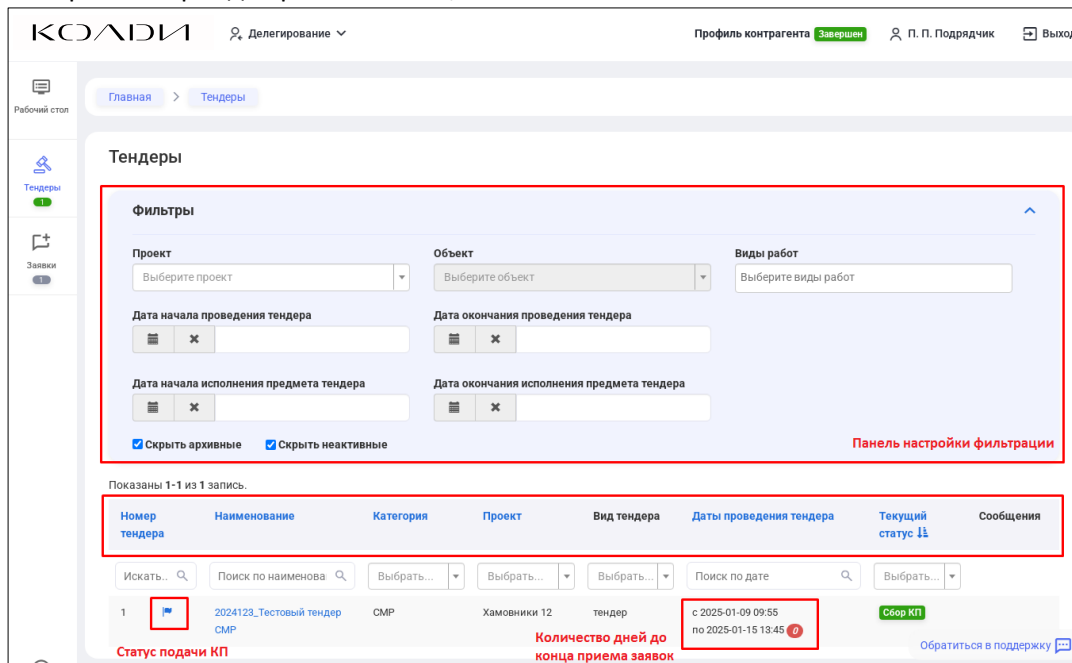 КОЛДИ
Делегирование
Профиль контрагента Завершен
П. П. Подрядчик
Выход
Рабочий стол
Главная > Тендеры
Тендеры
1
Заявки
1
Тендеры
Фильтры
Проект
Объект
Виды работ
Выберите проект
Выберите объект
Выберите виды работ
Дата начала проведения тендера
Дата окончания проведения тендера
Дата начала исполнения предмета тендера
Дата окончания исполнения предмета тендера
Скрыть архивные
Скрыть неактивные
Панель настройки фильтрации
Показаны 1-1 из 1 запись.
Номер
тендера
Наименование
Категория
Проект
Вид тендера
Даты проведения тендера
Текущий
статус
Сообщения
Искать..
Поиск по наименова
Выбрать...
Выбрать...
Выбрать...
Поиск по дате
Выбрать...
1
2024123_Тестовый тендер
СМР
СМР
Хамовники 12
тендер
с 2025-01-09 09:55
по 2025-01-15 13:45 0
Сбор КП
Статус подачи КП
Количество дней до
конца приема заявок
Обратиться в поддержку